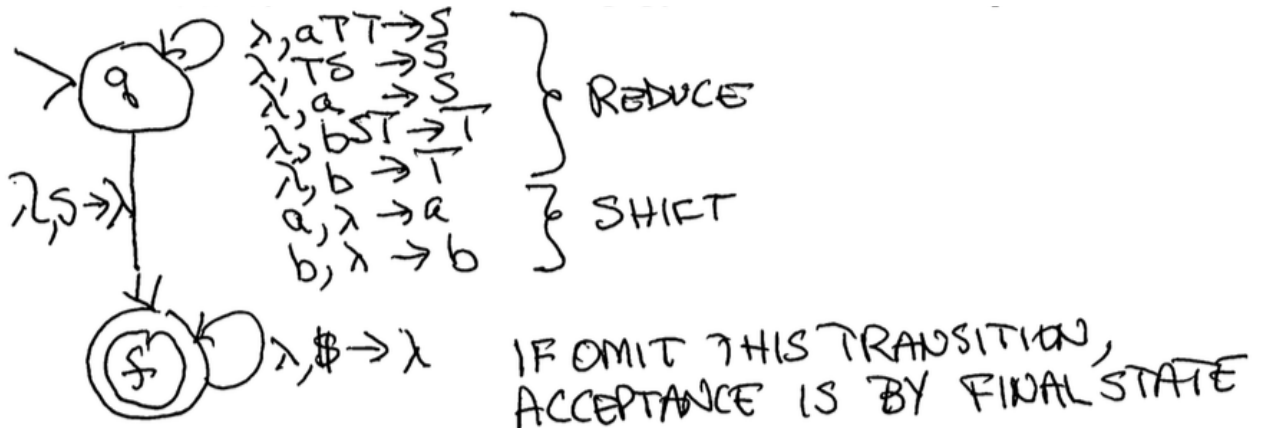 q
λ, aTT → S
λ, TS → S
λ, a → S
λ, bST → T
λ, b → T
a, λ → a
b, λ → b
REDUCE
SHIFT
λ, S → λ
f
λ, $ → λ
IF OMIT THIS TRANSITION,
ACCEPTANCE IS BY FINAL STATE